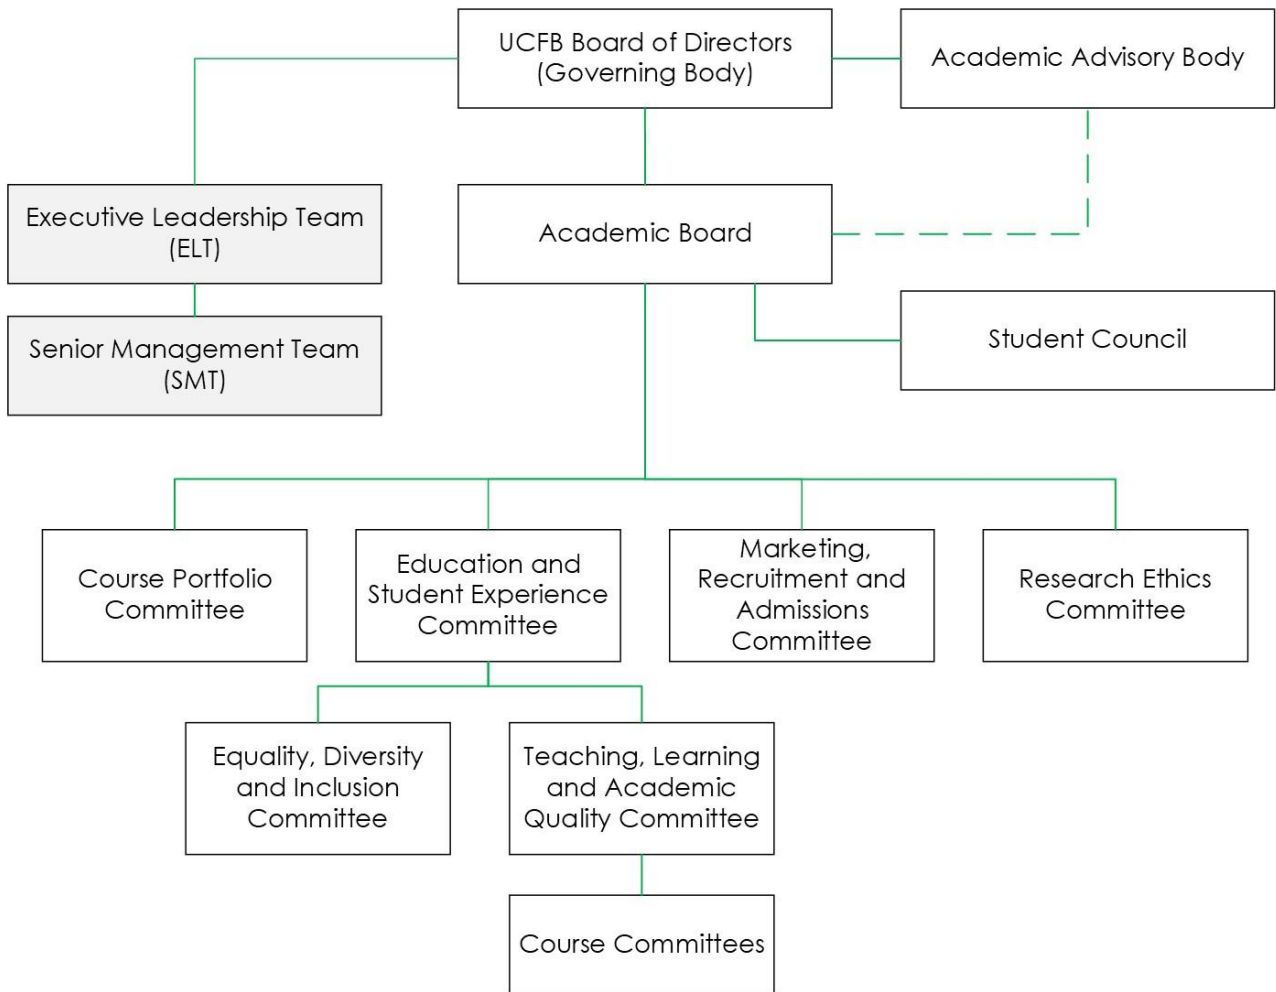 UCFB Board of Directors
(Governing Body)
Academic Advisory Body
Executive Leadership Team
(ELT)
Academic Board
Senior Management Team
(SMT)
Student Council
Course Portfolio
Committee
Education and
Student Experience
Committee
Marketing,
Recruitment and
Admissions
Committee
Research Ethics
Committee
Equality, Diversity
and Inclusion
Committee
Teaching, Learning
and Academic
Quality Committee
Course Committees